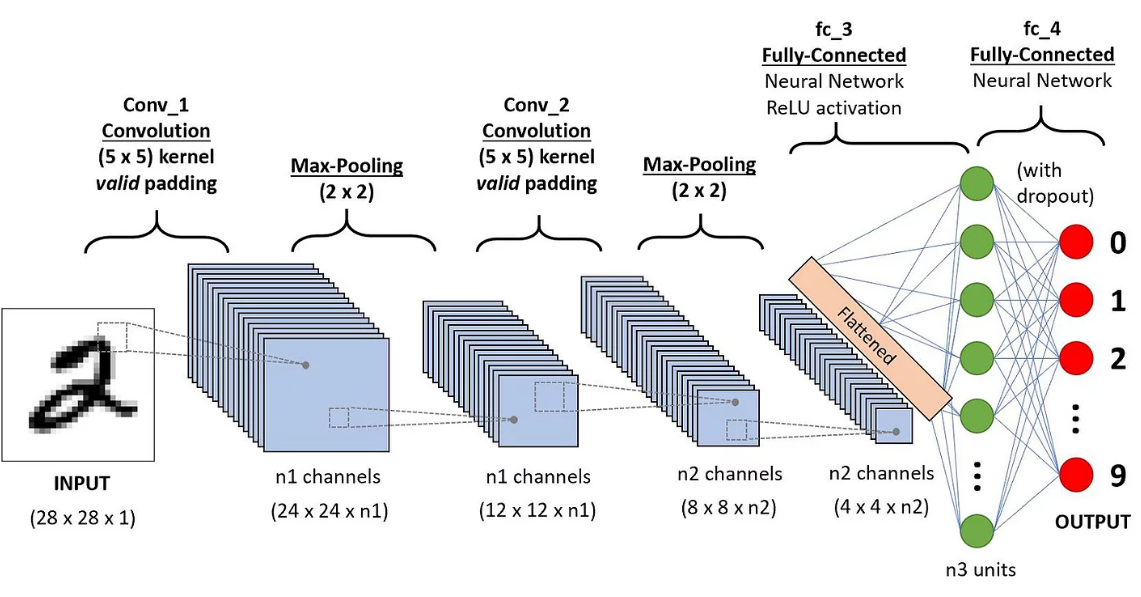 Conv_1
Convolution
(5 x 5) kernel
valid padding
Max-Pooling
(2 x 2)
Conv_2
Convolution
(5 x 5) kernel
valid padding
Max-Pooling
(2 x 2)
fc_3
Fully-Connected
Neural Network
ReLU activation
fc_4
Fully-Connected
Neural Network
(with
dropout)
Flattened
0
1
2
9
OUTPUT
INPUT
(28 x 28 x 1)
n1 channels
(24 x 24 x n1)
n1 channels
(12 x 12 x n1)
n2 channels
(8 x 8 x n2)
n2 channels
(4 x 4 x n2)
n3 units